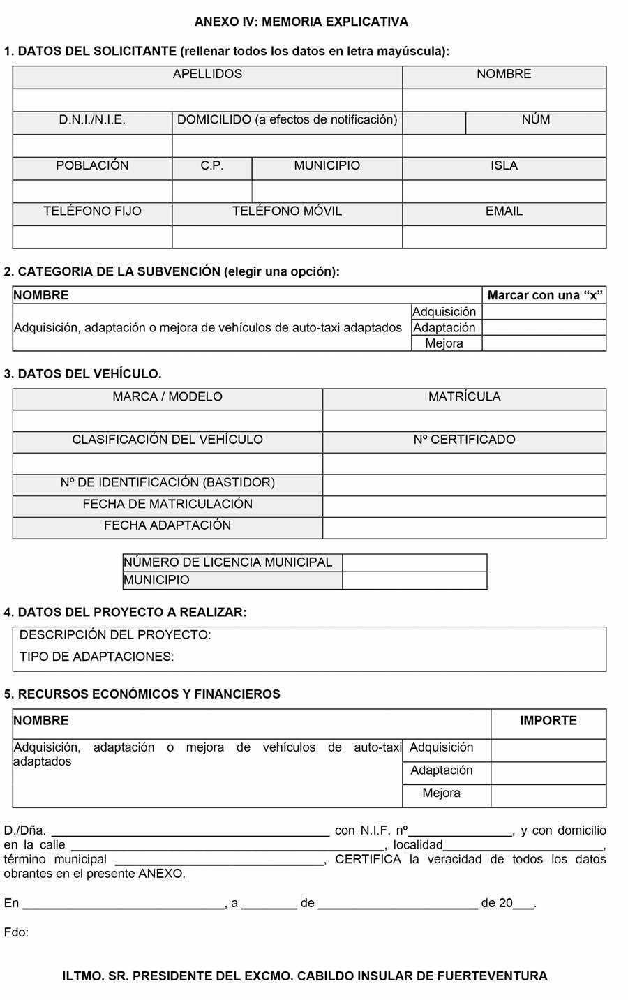 ANEXO IV: MEMORIA EXPLICATIVA
1. DATOS DEL SOLICITANTE (rellenar todos los datos en letra mayúscula):
APELLIDOS NOMBRE
D.N.I./N.I.E. DOMICILIDO (a efectos de notificación) NÚM
POBLACIÓN C.P. MUNICIPIO ISLA
TELÉFONO FIJO TELÉFONO MÓVIL EMAIL
2. CATEGORIA DE LA SUBVENCIÓN (elegir una opción):
NOMBRE Marcar con una “x”
Adquisición
Adquisición, adaptación o mejora de vehículos de auto-taxi adaptados Adaptación
Mejora
3. DATOS DEL VEHÍCULO.
MARCA / MODELO MATRÍCULA
CLASIFICACIÓN DEL VEHÍCULO Nº CERTIFICADO
Nº DE IDENTIFICACIÓN (BASTIDOR)
FECHA DE MATRICULACIÓN
FECHA ADAPTACIÓN
NÚMERO DE LICENCIA MUNICIPAL
MUNICIPIO
4. DATOS DEL PROYECTO A REALIZAR:
DESCRIPCIÓN DEL PROYECTO:
TIPO DE ADAPTACIONES:
5. RECURSOS ECONÓMICOS Y FINANCIEROS
NOMBRE IMPORTE
Adquisición, adaptación o mejora de vehículos de auto-taxi Adquisición
adaptados
Adaptación
Mejora
D./Dña. ________________________________________ con N.I.F. nº_______________, y con domicilio
en la calle _____________________________________________, localidad_______________________,
término municipal ______________________________, CERTIFICA la veracidad de todos los datos
obrantes en el presente ANEXO.
En _____________________________, a ________ de _______________________ de 20___.
Fdo:
ILTMO. SR. PRESIDENTE DEL EXCMO. CABILDO INSULAR DE FUERTEVENTURA